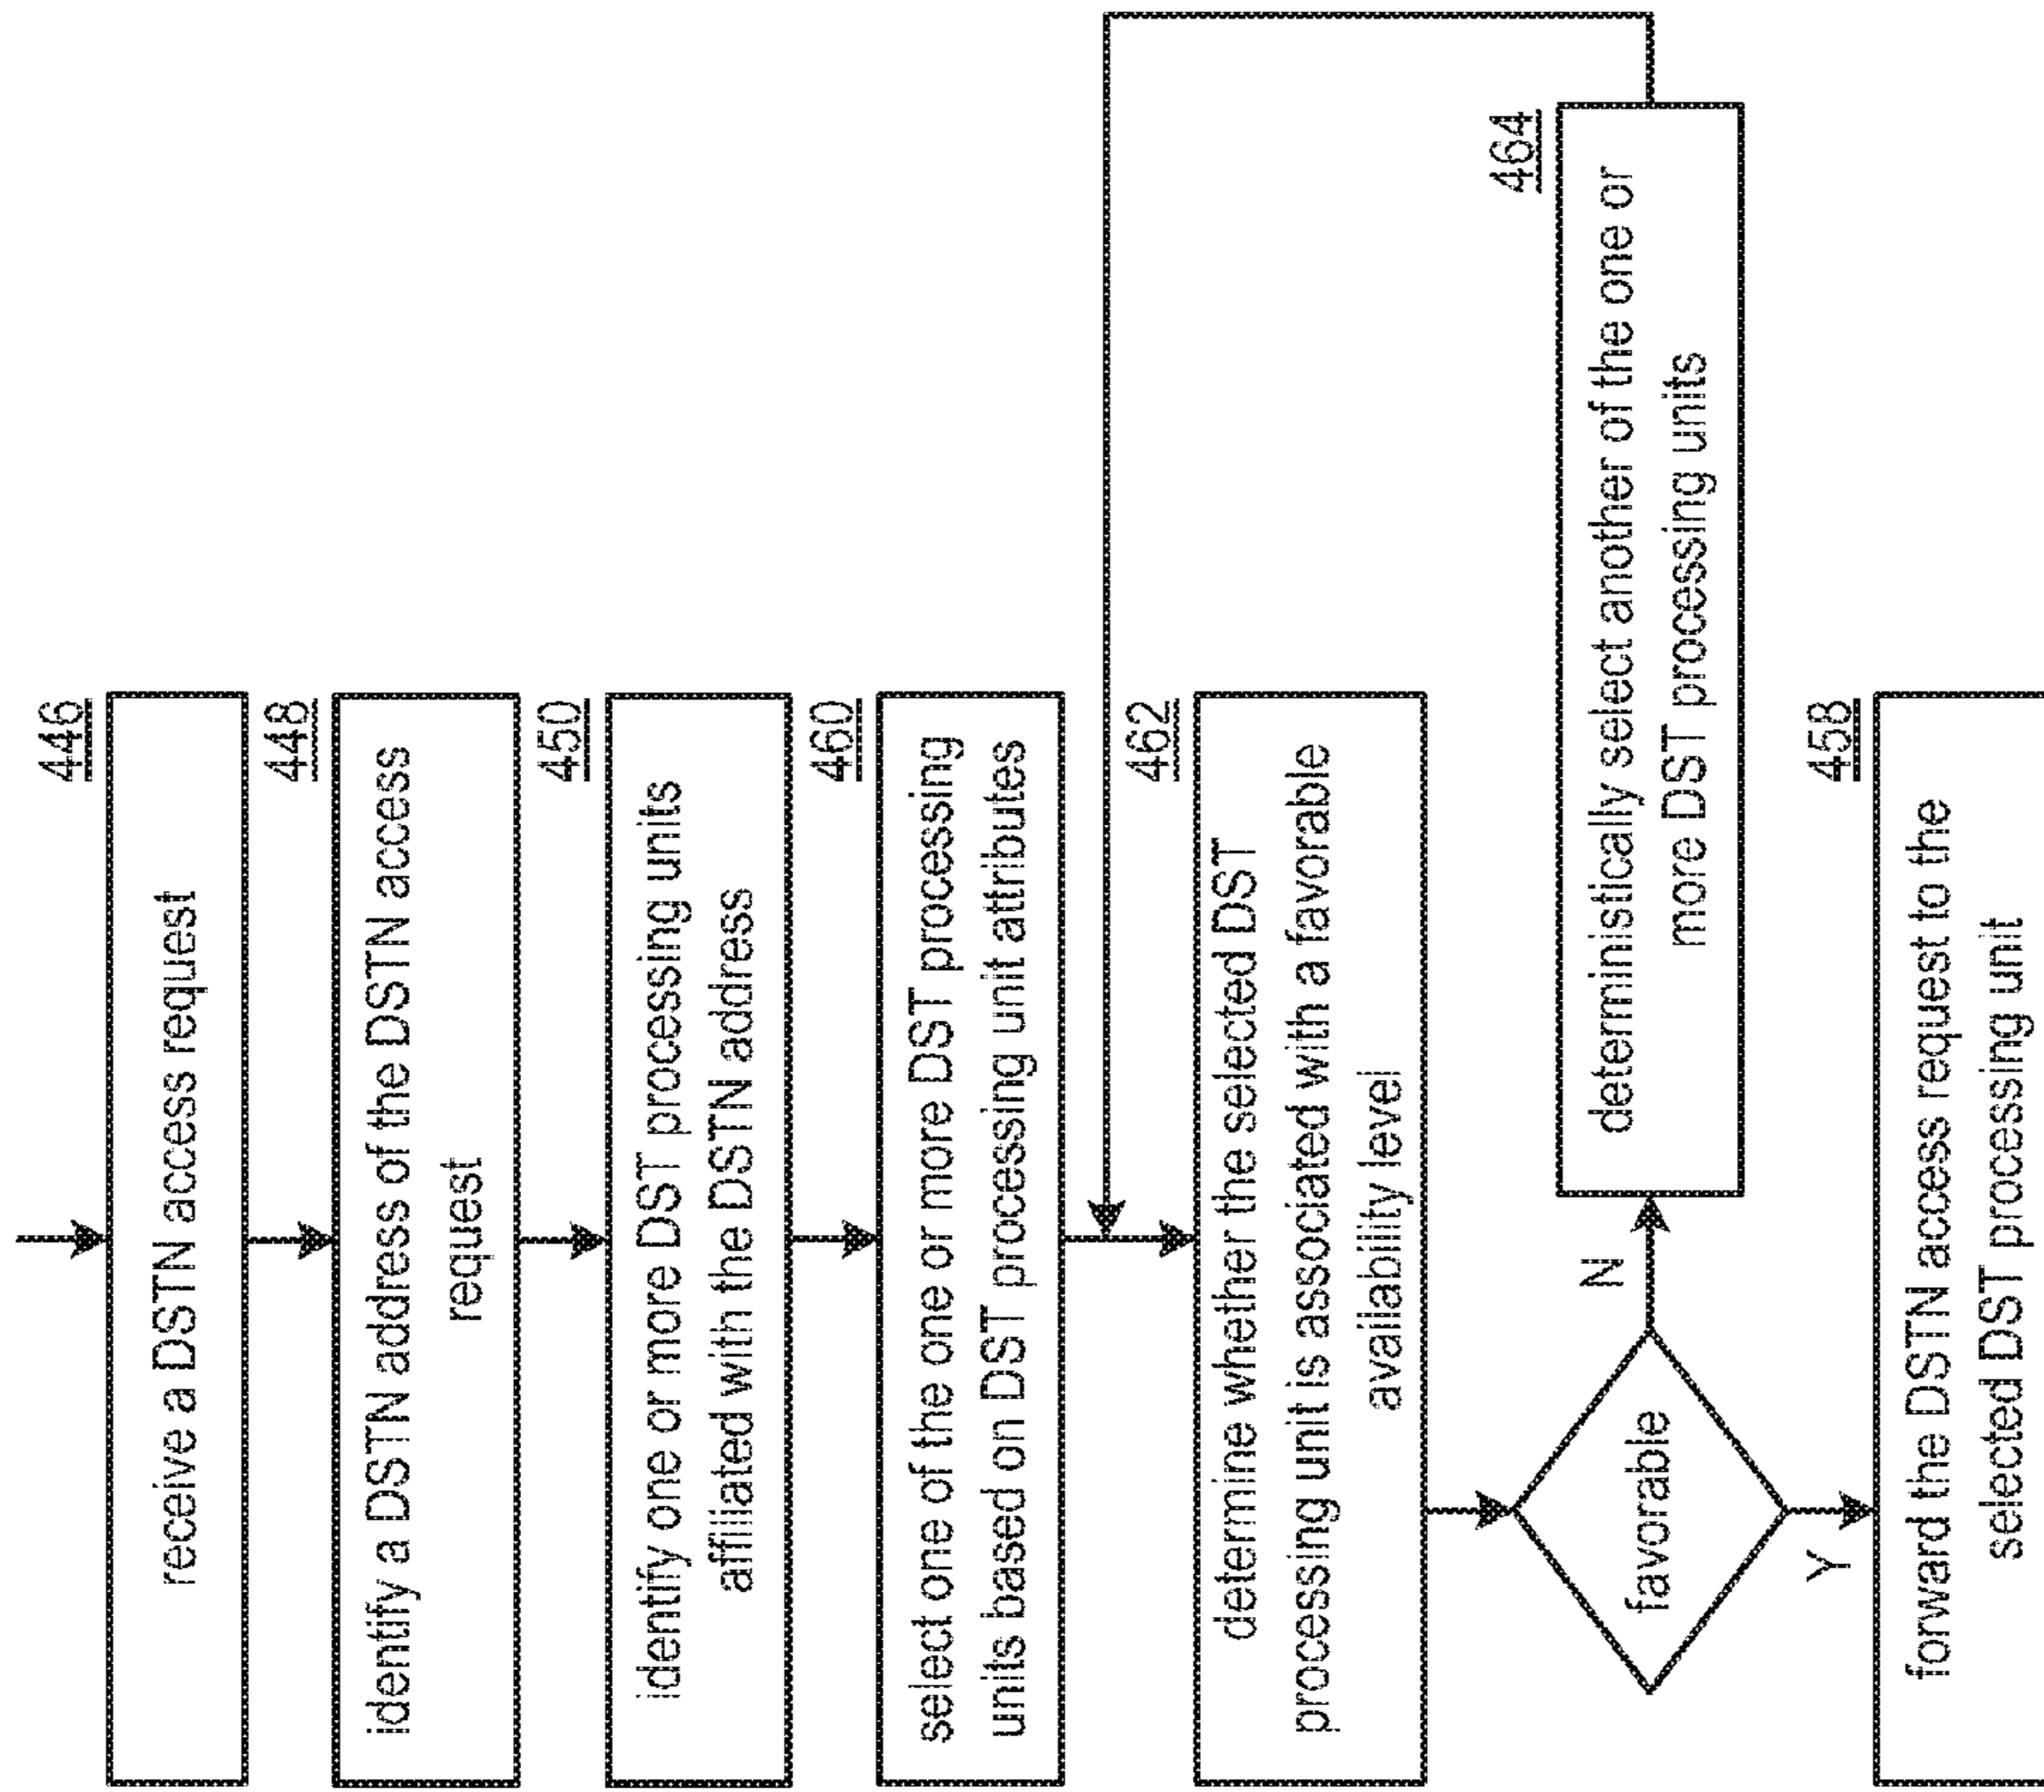 446
receive a DSTN access request
448
identify a DSTN address of the DSTN access
request
450
identify one or more DST processing units
affiliated with the DSTN address
460
select one of the one or more DST processing
units based on DST processing unit attributes
462
determine whether the selected DST
processing unit is associated with a favorable
availability level
favorable
N
464
deterministically select another of the one or
more DST processing units
Y
458
forward the DSTN access request to the
selected DST processing unit